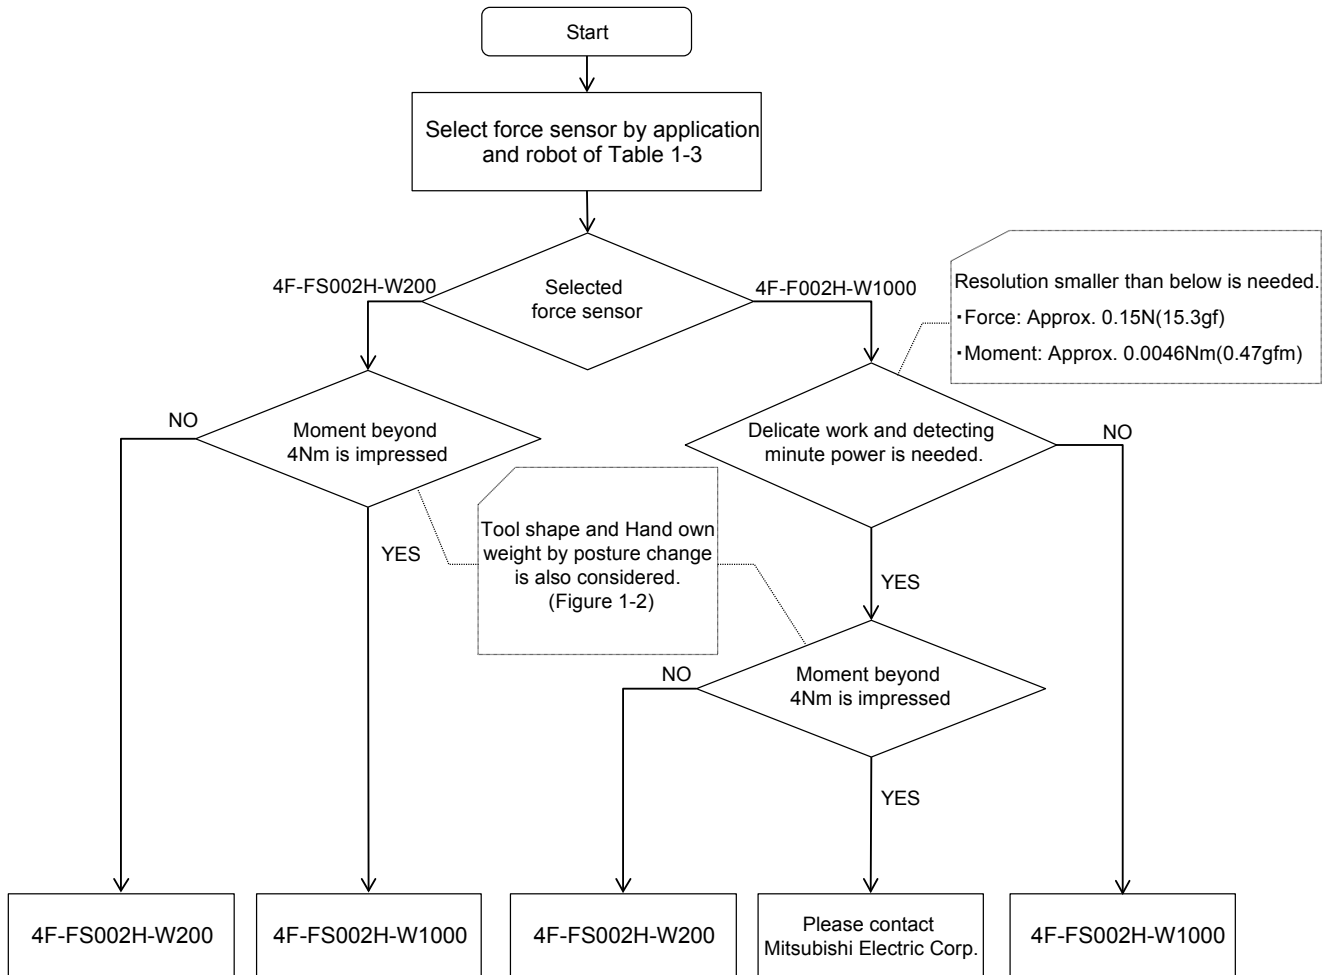 Start
Select force sensor by application
and robot of Table 1-3
4F-FS002H-W200
Selected
force sensor
4F-F002H-W1000
Resolution smaller than below is needed.
・Force: Approx. 0.15N(15.3gf)
・Moment: Approx. 0.0046Nm(0.47gfm)
NO
Moment beyond
4Nm is impressed
Delicate work and detecting
minute power is needed.
NO
YES
Tool shape and Hand own
weight by posture change
is also considered.
(Figure 1-2)
YES
NO
Moment beyond
4Nm is impressed
YES
4F-FS002H-W200
4F-FS002H-W1000
4F-FS002H-W200
Please contact
Mitsubishi Electric Corp.
4F-FS002H-W1000